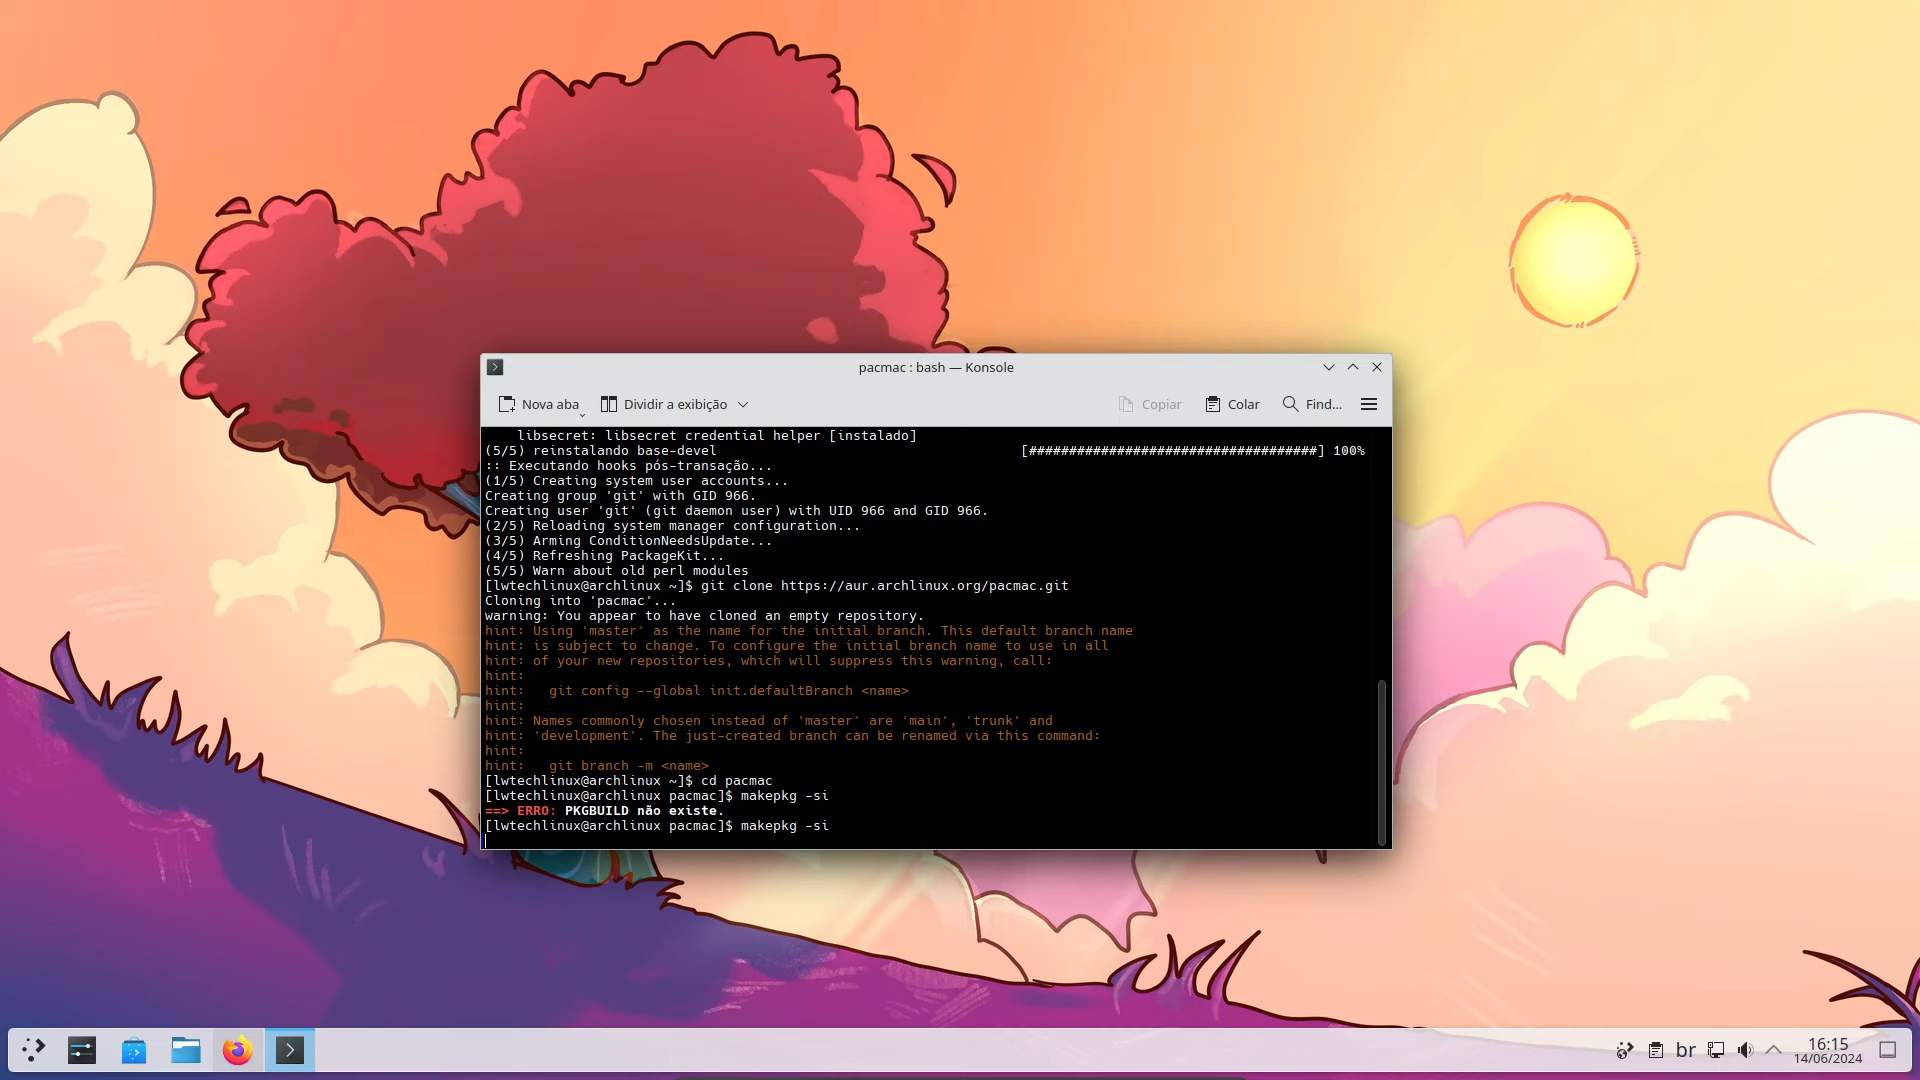 pacmac : bash — Konsole
Nova aba
Dividir a exibição
Copiar
Colar
Find...
libsecret: libsecret credential helper [instalado]
(5/5) reinstalando base-devel [####################################] 100%
:: Executando hooks pós-transação...
(1/5) Creating system user accounts...
Creating group 'git' with GID 966.
Creating user 'git' (git daemon user) with UID 966 and GID 966.
(2/5) Reloading system manager configuration...
(3/5) Arming ConditionNeedsUpdate...
(4/5) Refreshing PackageKit...
(5/5) Warn about old perl modules
[lwtechlinux@archlinux ~]$ git clone https://aur.archlinux.org/pacmac.git
Cloning into 'pacmac'...
warning: You appear to have cloned an empty repository.
hint: Using 'master' as the name for the initial branch. This default branch name
hint: is subject to change. To configure the initial branch name to use in all
hint: of your new repositories, which will suppress this warning, call:
hint:
hint:   git config --global init.defaultBranch <name>
hint:
hint: Names commonly chosen instead of 'master' are 'main', 'trunk' and
hint: 'development'. The just-created branch can be renamed via this command:
hint:
hint:   git branch -m <name>
[lwtechlinux@archlinux ~]$ cd pacmac
[lwtechlinux@archlinux pacmac]$ makepkg -si
==> ERRO: PKGBUILD não existe.
[lwtechlinux@archlinux pacmac]$ makepkg -si
br
16:15
14/06/2024